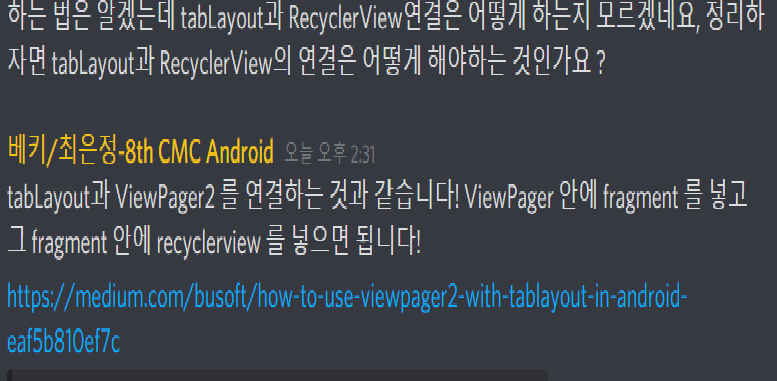 하는 법은 알겠는데 tabLayout과 RecyclerView연결은 어떻게 하는지 모르겠네요, 정리하
자면 tabLayout과 RecyclerView의 연결은 어떻게 해야하는 것인가요 ?
베키/최은정-8th CMC Android 오늘 오후 2:31
tabLayout과 ViewPager2 를 연결하는 것과 같습니다! ViewPager 안에 fragment 를 넣고
그 fragment 안에 recyclerview 를 넣으면 됩니다!
https://medium.com/busoft/how-to-use-viewpager2-with-tablayout-in-android-
eaf5b810ef7c